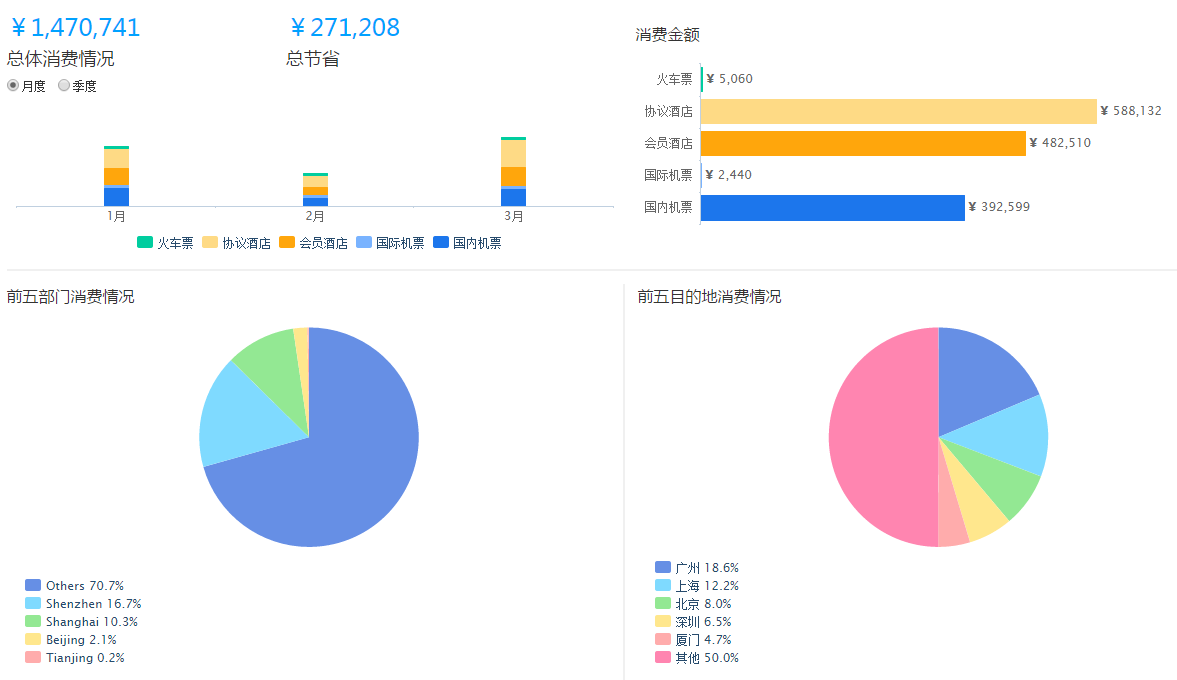 ¥ 1,470,741
总体消费情况
月度 季度
¥ 271,208
总节省
1月 2月 3月
火车票 协议酒店 会员酒店 国际机票 国内机票
消费金额
火车票 ¥ 5,060
协议酒店 ¥ 588,132
会员酒店 ¥ 482,510
国际机票 ¥ 2,440
国内机票 ¥ 392,599
前五部门消费情况
Others 70.7%
Shenzhen 16.7%
Shanghai 10.3%
Beijing 2.1%
Tianjing 0.2%
前五目的地消费情况
广州 18.6%
上海 12.2%
北京 8.0%
深圳 6.5%
厦门 4.7%
其他 50.0%